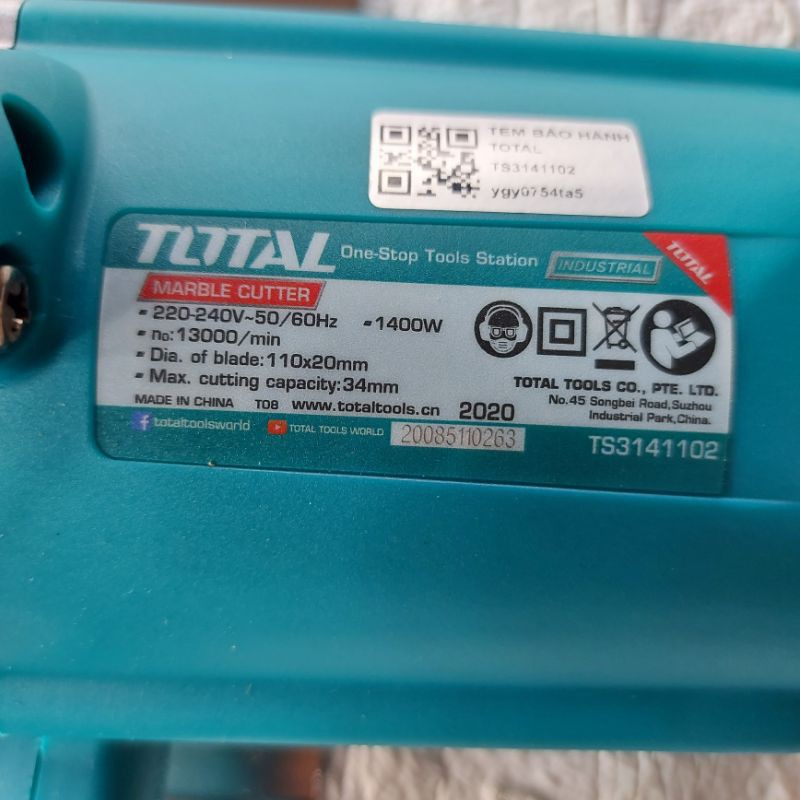 TEM BẢO HÀNH
TOTAL
TS3141102
ygy0754ta5
TOTAL One-Stop Tools Station INDUSTRIAL TOTAL
MARBLE CUTTER
• 220-240V~50/60Hz • 1400W
• no:13000/min
• Dia. of blade:110x20mm
• Max. cutting capacity:34mm
MADE IN CHINA T08 www.totaltools.cn 2020
TOTAL TOOLS CO., PTE. LTD.
No.45 Songbei Road,Suzhou
Industrial Park,China.
totaltoolsworld TOTAL TOOLS WORLD 20085110263 TS3141102